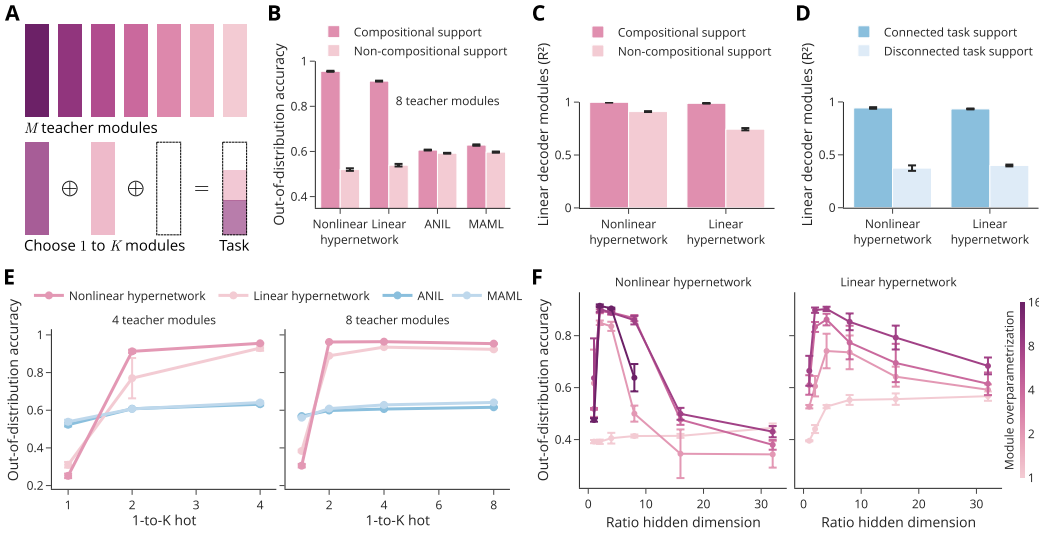 A
M teacher modules
⊕ ⊕ =
Choose 1 to K modules
Task
B
Compositional support
Non-compositional support
Out-of-distribution accuracy
1
0.8
0.6
0.4
8 teacher modules
Nonlinear hypernetwork
Linear hypernetwork
ANIL
MAML
C
Compositional support
Non-compositional support
Linear decoder modules (R²)
1
0.5
0
Nonlinear hypernetwork
Linear hypernetwork
D
Connected task support
Disconnected task support
Linear decoder modules (R²)
1
0.5
0
Nonlinear hypernetwork
Linear hypernetwork
E
Nonlinear hypernetwork
Linear hypernetwork
ANIL
MAML
Out-of-distribution accuracy
4 teacher modules
1
0.8
0.6
0.4
0.2
1 2 3 4
1-to-K hot
8 teacher modules
2 4 6 8
1-to-K hot
F
Out-of-distribution accuracy
Nonlinear hypernetwork
0.8
0.6
0.4
0 10 20 30
Ratio hidden dimension
Linear hypernetwork
0 10 20 30
Ratio hidden dimension
Module overparametrization
16
8
4
2
1